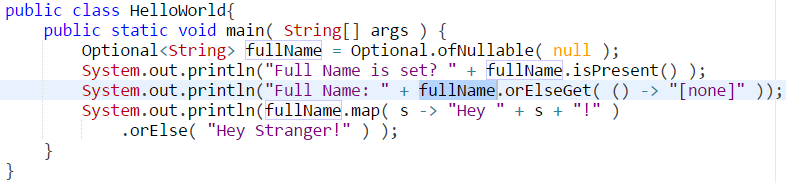 public class HelloWorld{
    public static void main( String[] args ) {
        Optional<String> fullName = Optional.ofNullable( null );
        System.out.println("Full Name is set? " + fullName.isPresent() );
        System.out.println("Full Name: " + fullName.orElseGet( () -> "[none]" ));
        System.out.println(fullName.map( s -> "Hey " + s + "!" )
            .orElse( "Hey Stranger!" ) );
    }
}